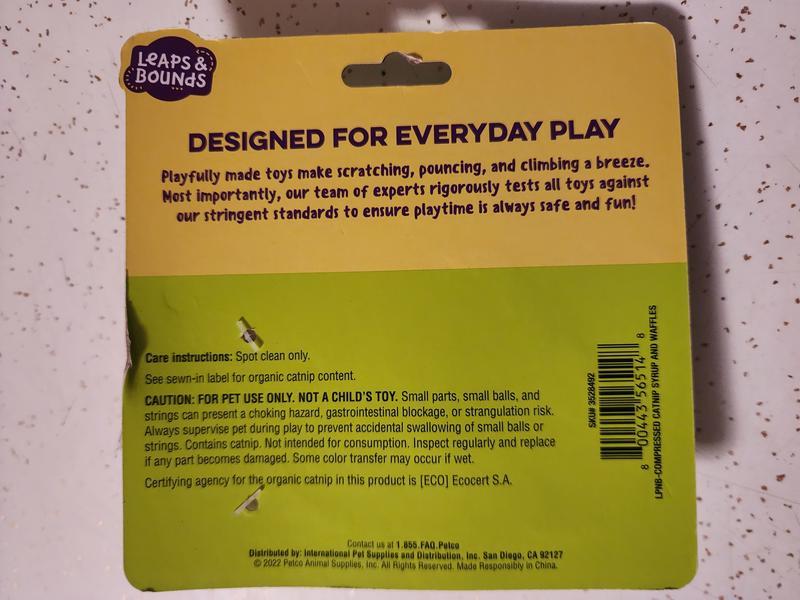 LEAPS &
BOUNDS
DESIGNED FOR EVERYDAY PLAY
Playfully made toys make scratching, pouncing, and climbing a breeze.
Most importantly, our team of experts rigorously tests all toys against
our stringent standards to ensure playtime is always safe and fun!
Care instructions: Spot clean only.
See sewn-in label for organic catnip content.
CAUTION: FOR PET USE ONLY. NOT A CHILD'S TOY. Small parts, small balls, and
strings can present a choking hazard, gastrointestinal blockage, or strangulation risk.
Always supervise pet during play to prevent accidental swallowing of small balls or
strings. Contains catnip. Not intended for consumption. Inspect regularly and replace
if any part becomes damaged. Some color transfer may occur if wet.
Certifying agency for the organic catnip in this product is [ECO] Ecocert S.A.
SKU# 3528492
8 00443 56514 8
LPNB-COMPRESSED CATNIP SYRUP AND WAFFLES
Contact us at 1.855.FAQ.Petco
Distributed by: International Pet Supplies and Distribution, Inc. San Diego, CA 92127
© 2022 Petco Animal Supplies, Inc. All Rights Reserved. Made Responsibly in China.